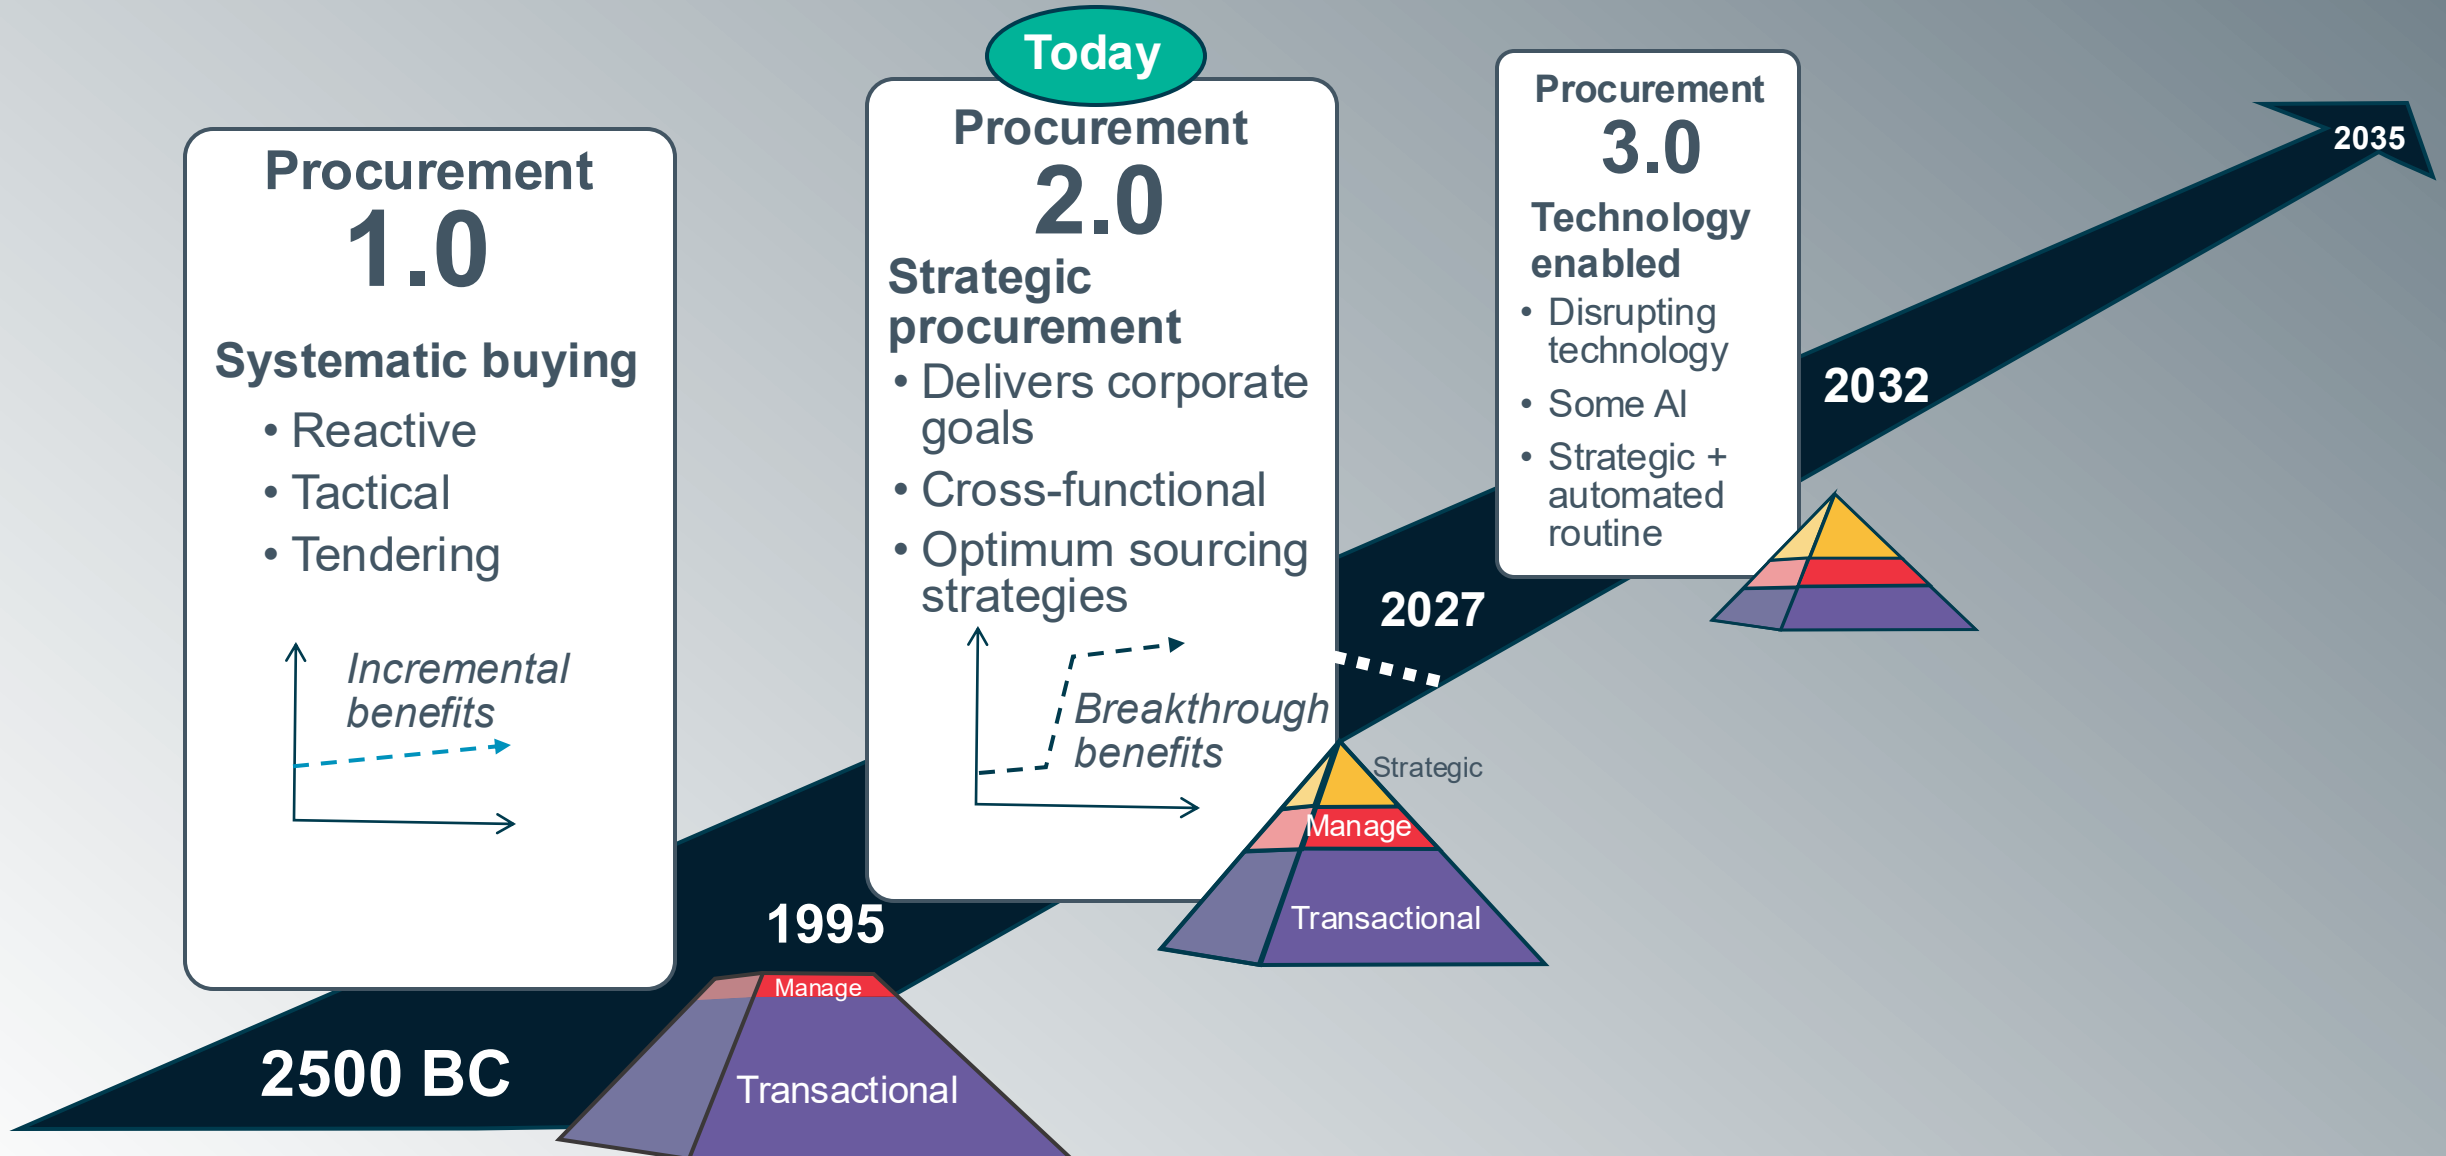 Today
Procurement
1.0
Systematic buying
• Reactive
• Tactical
• Tendering
Incremental
benefits
Procurement
2.0
Strategic
procurement
• Delivers corporate
goals
• Cross-functional
• Optimum sourcing
strategies
Breakthrough
benefits
Procurement
3.0
Technology
enabled
• Disrupting
technology
• Some AI
• Strategic +
automated
routine
2500 BC
1995
2027
2032
2035
Manage
Transactional
Strategic
Manage
Transactional